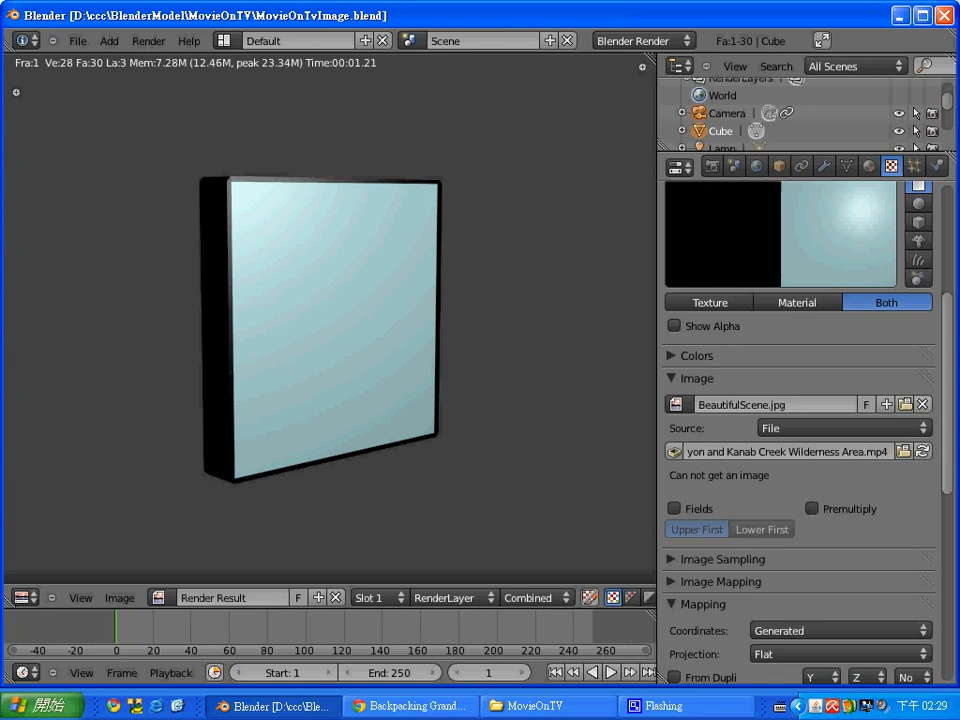 Blender [D:\ccc\BlenderModel\MovieOnTV\MovieOnTvImage.blend]
File Add Render Help Default Scene Blender Render Fa:1-30 | Cube
Fra:1 Ve:28 Fa:30 La:3 Mem:7.28M (12.46M, peak 23.34M) Time:00:01.21
View Search All Scenes
RenderLayers
World
Camera
Cube
Lamp
Texture Material Both
Show Alpha
Colors
Image
BeautifulScene.jpg F
Source: File
yon and Kanab Creek Wilderness Area.mp4
Can not get an image
Fields Premultiply
Upper First Lower First
Image Sampling
Image Mapping
Mapping
Coordinates: Generated
Projection: Flat
From Dupli Y Z No
View Image Render Result F Slot 1 RenderLayer Combined
-40 -20 0 20 40 60 80 100 120 140 160 180 200 220 240 260
View Frame Playback Start: 1 End: 250 1
開始 Blender [D:\ccc\Ble... Backpacking Grand... MovieOnTV Flashing 下午 02:29